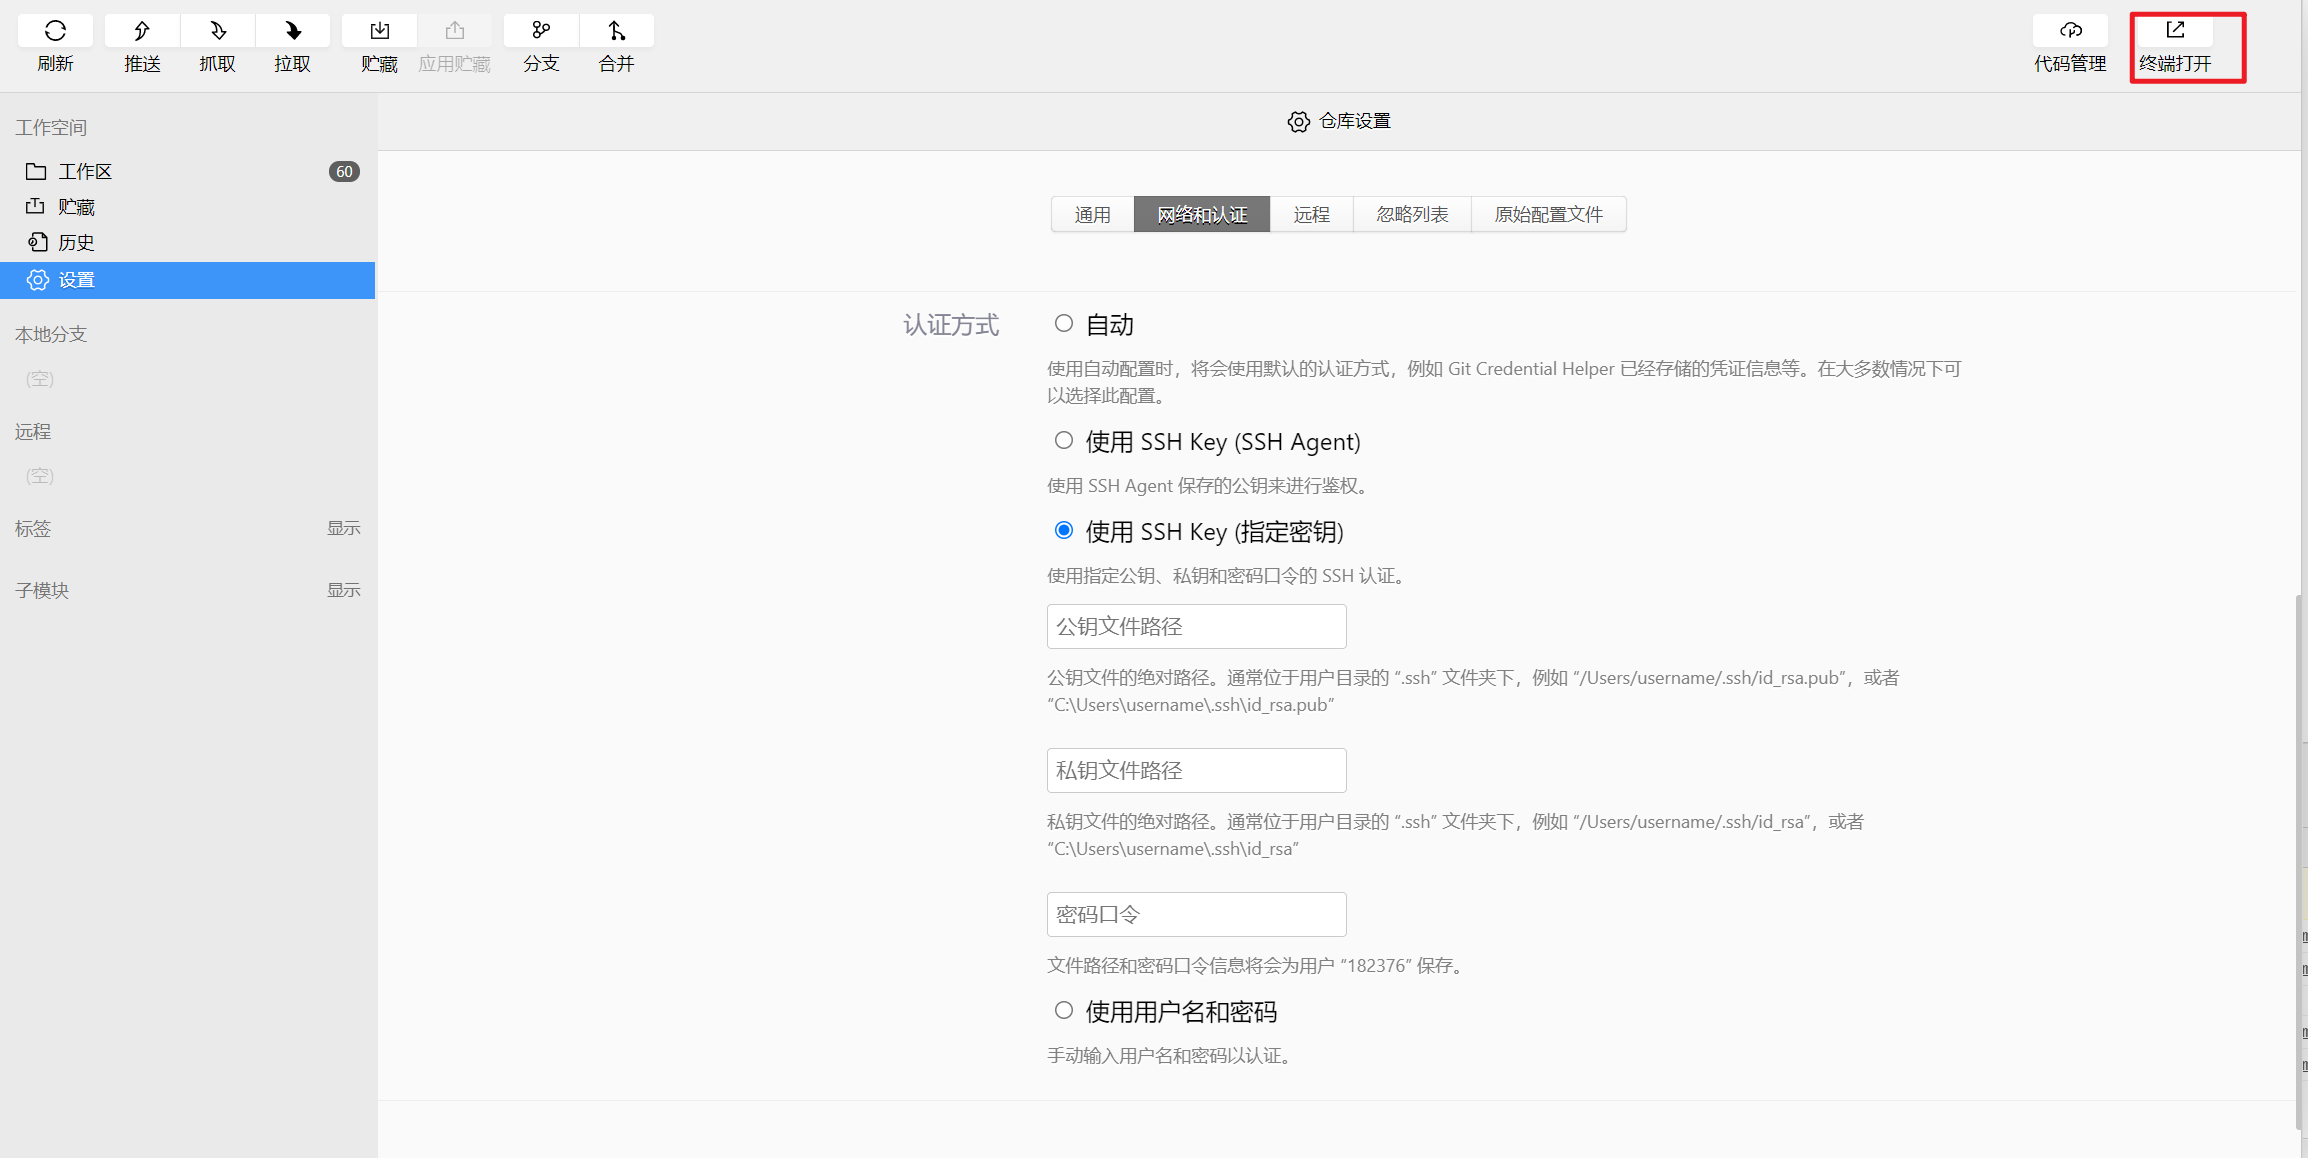 刷新 推送 抓取 拉取 贮藏 应用贮藏 分支 合并 代码管理 终端打开
工作空间
工作区 60
贮藏
历史
设置
本地分支
(空)
远程
(空)
标签 显示
子模块 显示
仓库设置
通用 网络和认证 远程 忽略列表 原始配置文件
认证方式
自动
使用自动配置时，将会使用默认的认证方式，例如 Git Credential Helper 已经存储的凭证信息等。在大多数情况下可
以选择此配置。
使用 SSH Key (SSH Agent)
使用 SSH Agent 保存的公钥来进行鉴权。
使用 SSH Key (指定密钥)
使用指定公钥、私钥和密码口令的 SSH 认证。
公钥文件路径
公钥文件的绝对路径。通常位于用户目录的 “.ssh” 文件夹下，例如 “/Users/username/.ssh/id_rsa.pub”，或者
“C:\Users\username\.ssh\id_rsa.pub”
私钥文件路径
私钥文件的绝对路径。通常位于用户目录的 “.ssh” 文件夹下，例如 “/Users/username/.ssh/id_rsa”，或者
“C:\Users\username\.ssh\id_rsa”
密码口令
文件路径和密码口令信息将会为用户 “182376” 保存。
使用用户名和密码
手动输入用户名和密码以认证。